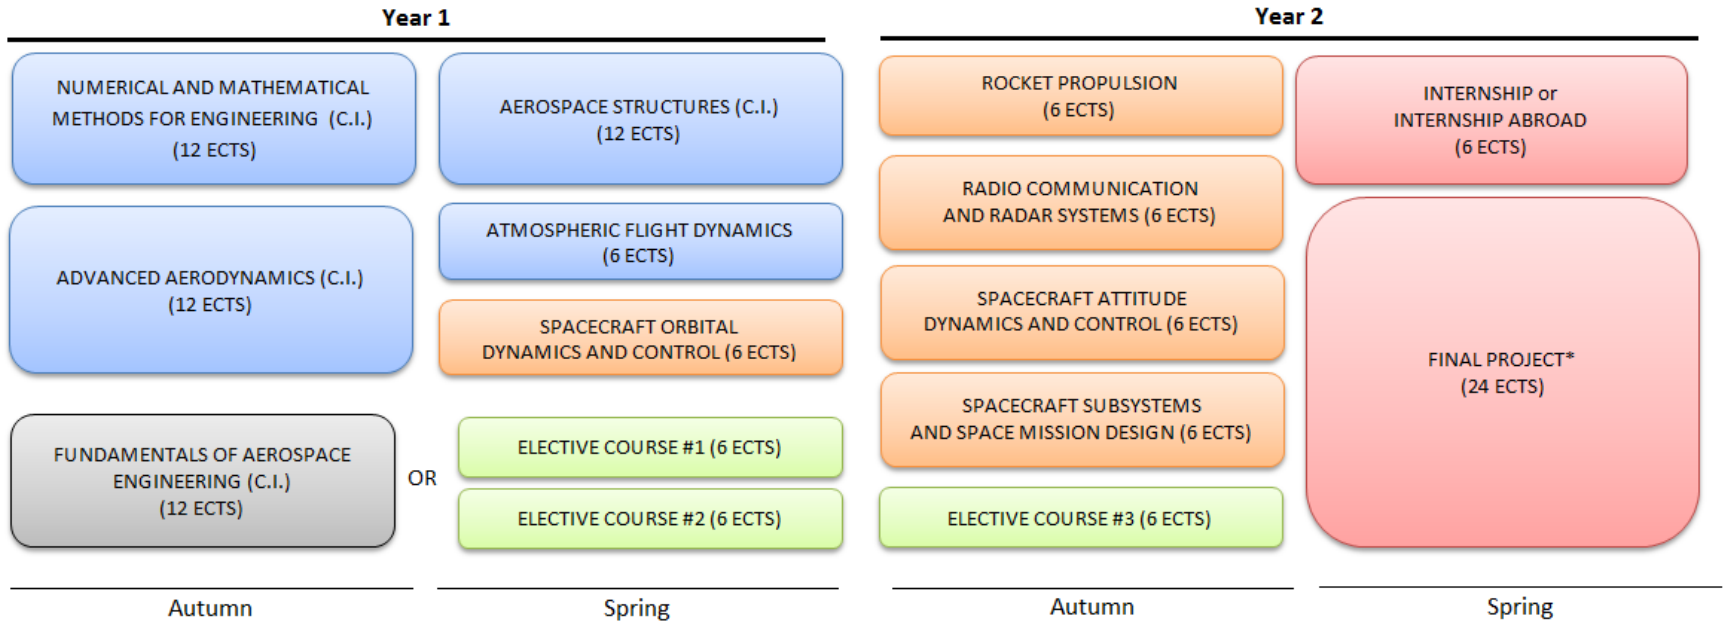 Year 1
NUMERICAL AND MATHEMATICAL
METHODS FOR ENGINEERING (C.I.)
(12 ECTS)
ADVANCED AERODYNAMICS (C.I.)
(12 ECTS)
FUNDAMENTALS OF AEROSPACE
ENGINEERING (C.I.)
(12 ECTS)
OR
Autumn
AEROSPACE STRUCTURES (C.I.)
(12 ECTS)
ATMOSPHERIC FLIGHT DYNAMICS
(6 ECTS)
SPACECRAFT ORBITAL
DYNAMICS AND CONTROL (6 ECTS)
ELECTIVE COURSE #1 (6 ECTS)
ELECTIVE COURSE #2 (6 ECTS)
Spring
Year 2
ROCKET PROPULSION
(6 ECTS)
RADIO COMMUNICATION
AND RADAR SYSTEMS (6 ECTS)
SPACECRAFT ATTITUDE
DYNAMICS AND CONTROL (6 ECTS)
SPACECRAFT SUBSYSTEMS
AND SPACE MISSION DESIGN (6 ECTS)
ELECTIVE COURSE #3 (6 ECTS)
Autumn
INTERNSHIP or
INTERNSHIP ABROAD
(6 ECTS)
FINAL PROJECT*
(24 ECTS)
Spring